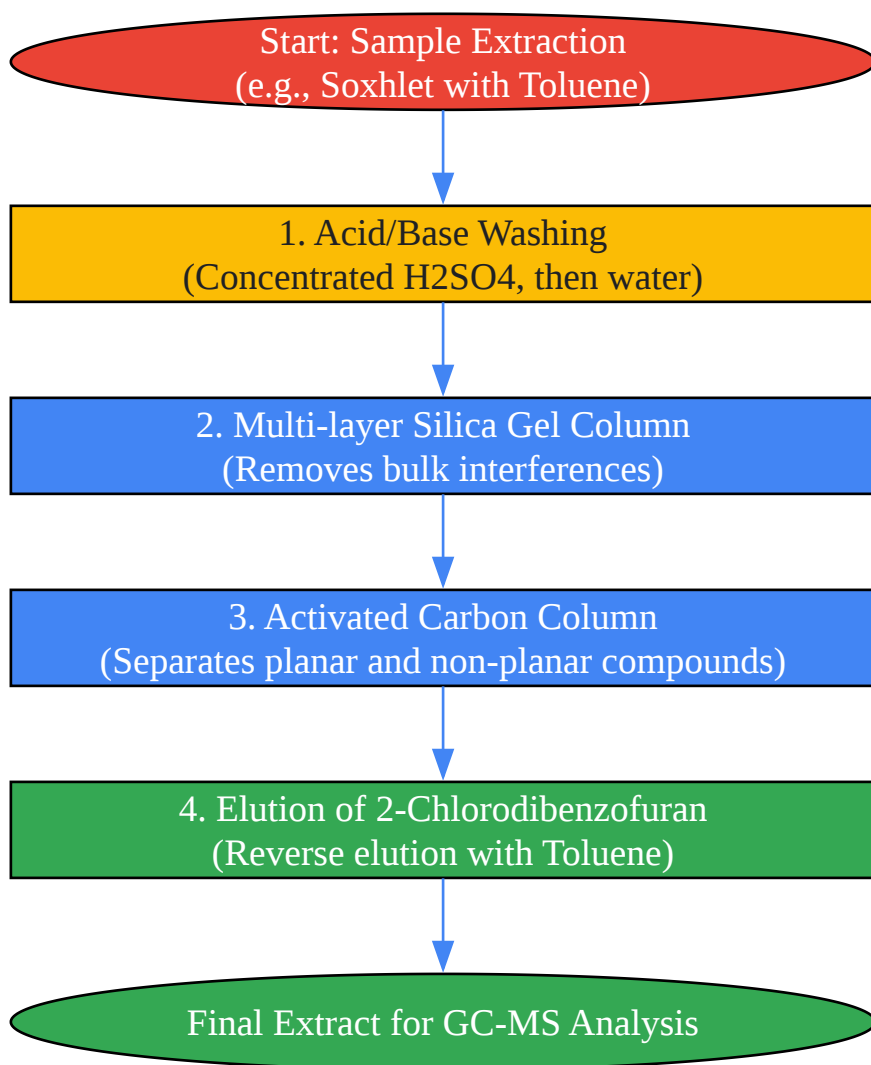 Start: Sample Extraction
(e.g., Soxhlet with Toluene)
1. Acid/Base Washing
(Concentrated H2SO4, then water)
2. Multi-layer Silica Gel Column
(Removes bulk interferences)
3. Activated Carbon Column
(Separates planar and non-planar compounds)
4. Elution of 2-Chlorodibenzofuran
(Reverse elution with Toluene)
Final Extract for GC-MS Analysis